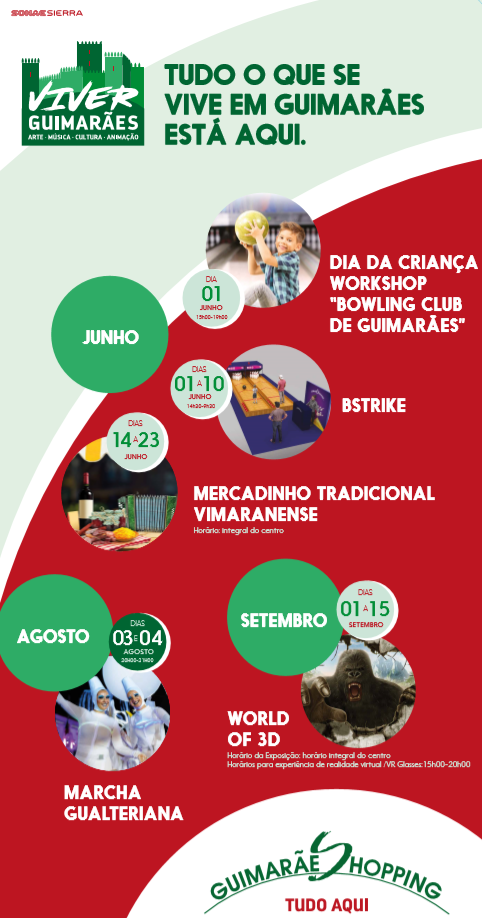 SONAE SIERRA
VIVER
GUIMARÃES
ARTE · MÚSICA · CULTURA · ANIMAÇÃO
TUDO O QUE SE
VIVE EM GUIMARÃES
ESTÁ AQUI.
JUNHO
DIA
01
JUNHO
15h00-19h00
DIA DA CRIANÇA
WORKSHOP
"BOWLING CLUB
DE GUIMARÃES"
DIAS
01 A 10
JUNHO
14h30-9h30
BSTRIKE
DIAS
14 A 23
JUNHO
MERCADINHO TRADICIONAL
VIMARANENSE
Horário: integral do centro
AGOSTO
DIAS
03 E 04
AGOSTO
20H00-21H00
MARCHA
GUALTERIANA
SETEMBRO
DIAS
01 A 15
SETEMBRO
WORLD
OF 3D
Horário da Exposição: horário integral do centro
Horários para experiência de realidade virtual /VR Glasses:15h00-20h00
GUIMARÃESHOPPING
TUDO AQUI